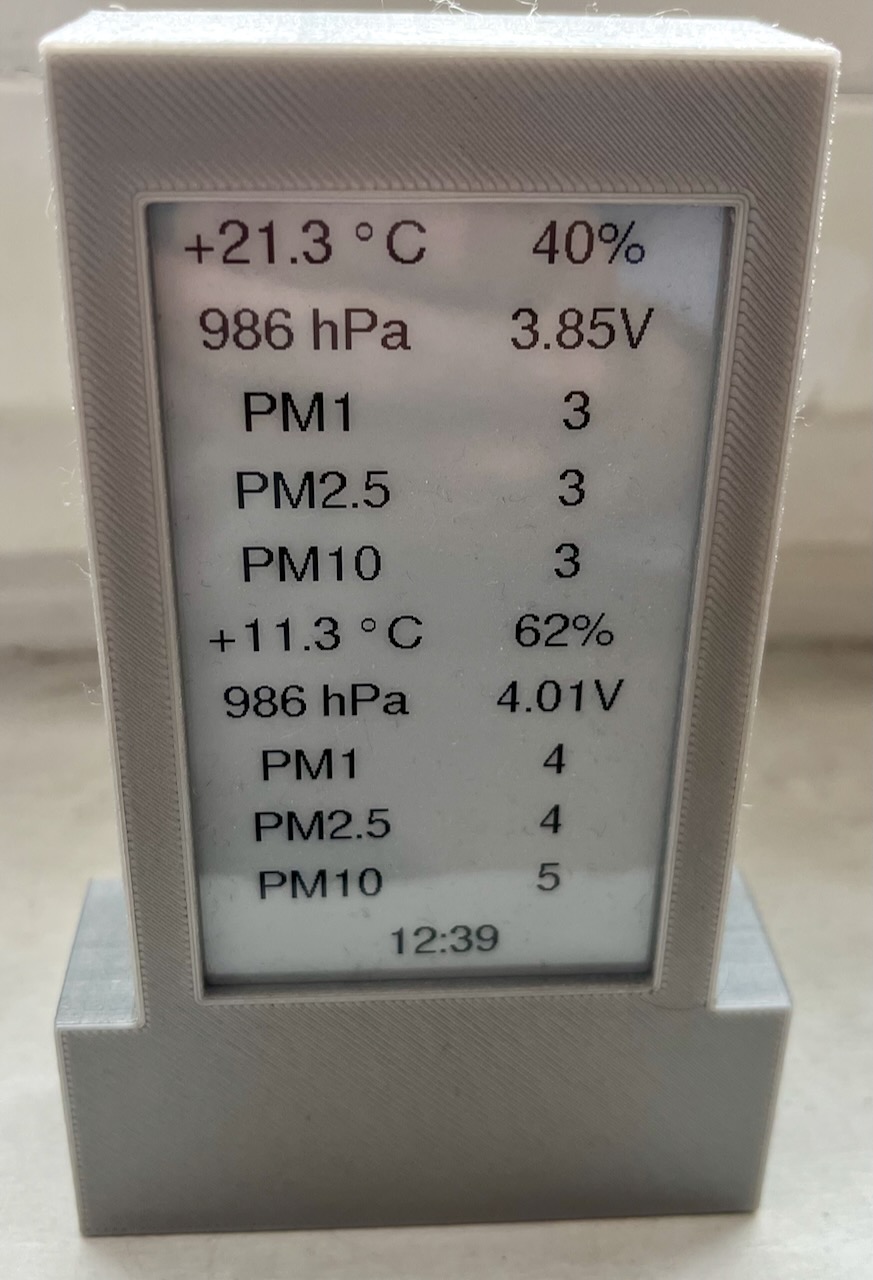 +21.3 °C 40%
986 hPa 3.85V
PM1 3
PM2.5 3
PM10 3
+11.3 °C 62%
986 hPa 4.01V
PM1 4
PM2.5 4
PM10 5
12:39